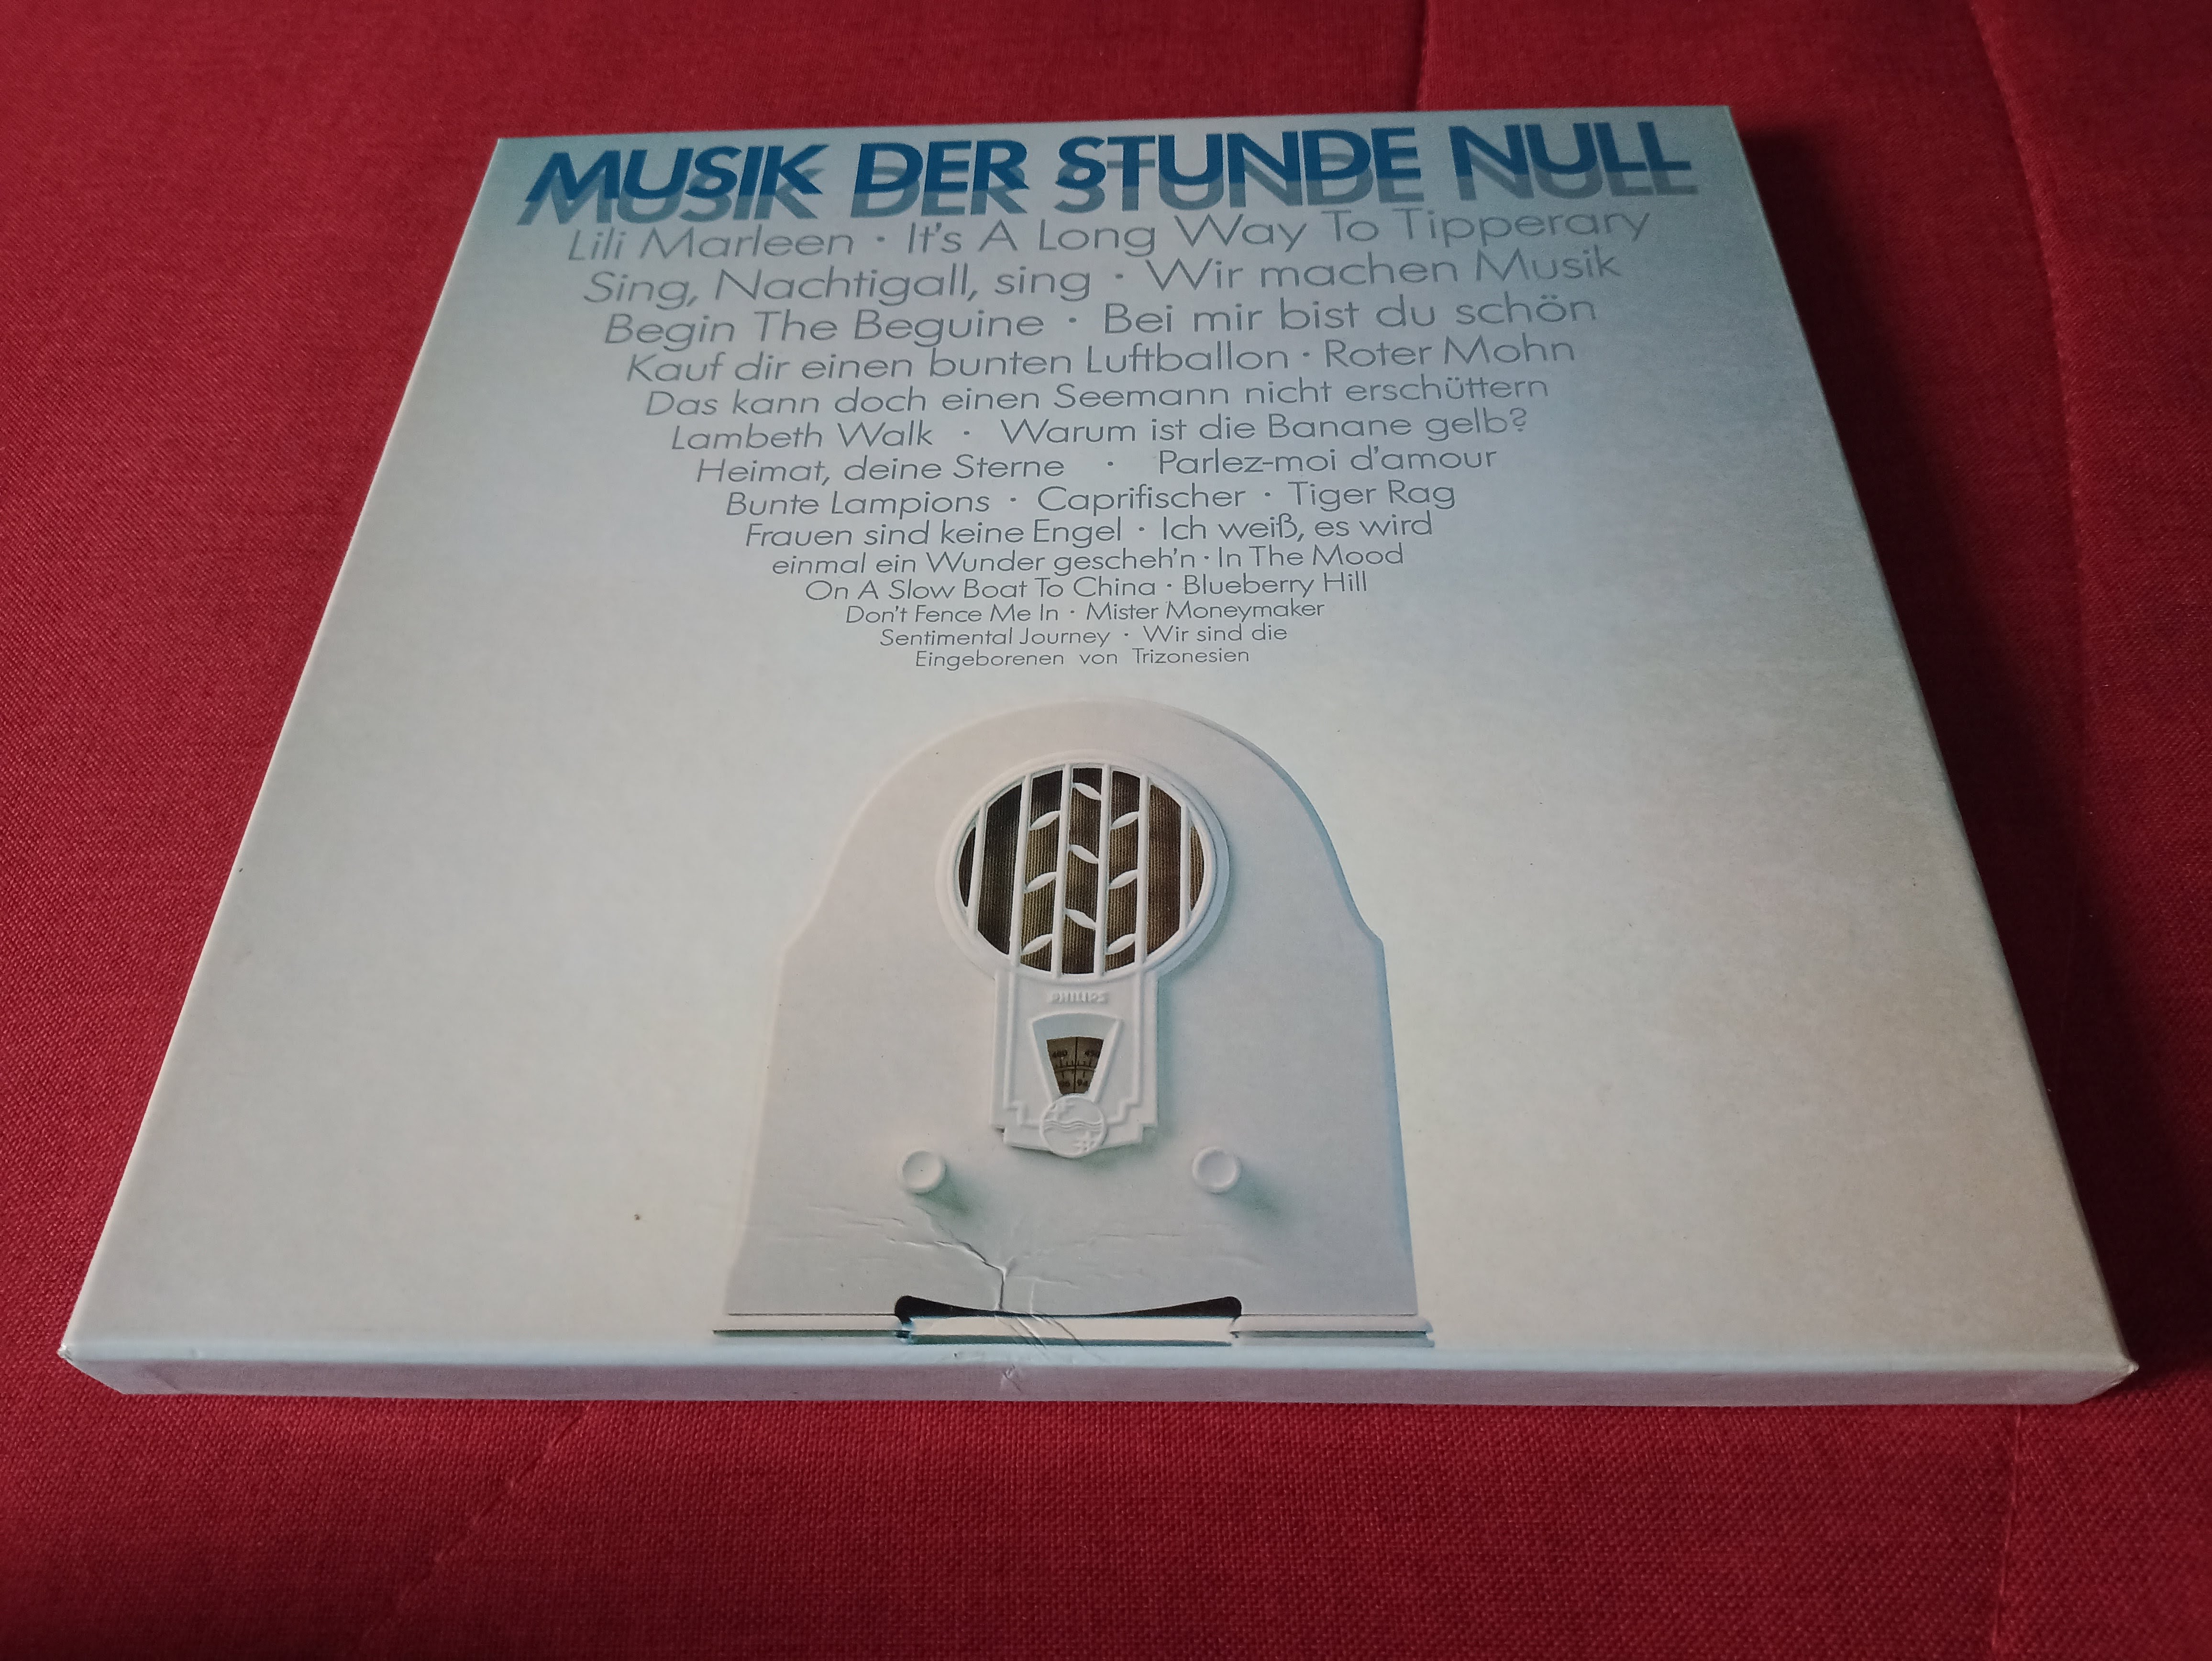 MUSIK DER STUNDE NULL
Lili Marleen · It's A Long Way To Tipperary
Sing, Nachtigall, sing · Wir machen Musik
Begin The Beguine · Bei mir bist du schön
Kauf dir einen bunten Luftballon · Roter Mohn
Das kann doch einen Seemann nicht erschüttern
Lambeth Walk · Warum ist die Banane gelb?
Heimat, deine Sterne · Parlez-moi d'amour
Bunte Lampions · Caprifischer · Tiger Rag
Frauen sind keine Engel · Ich weiß, es wird
einmal ein Wunder gescheh'n · In The Mood
On A Slow Boat To China · Blueberry Hill
Don't Fence Me In · Mister Moneymaker
Sentimental Journey · Wir sind die
Eingeborenen von Trizonesien
PHILIPS